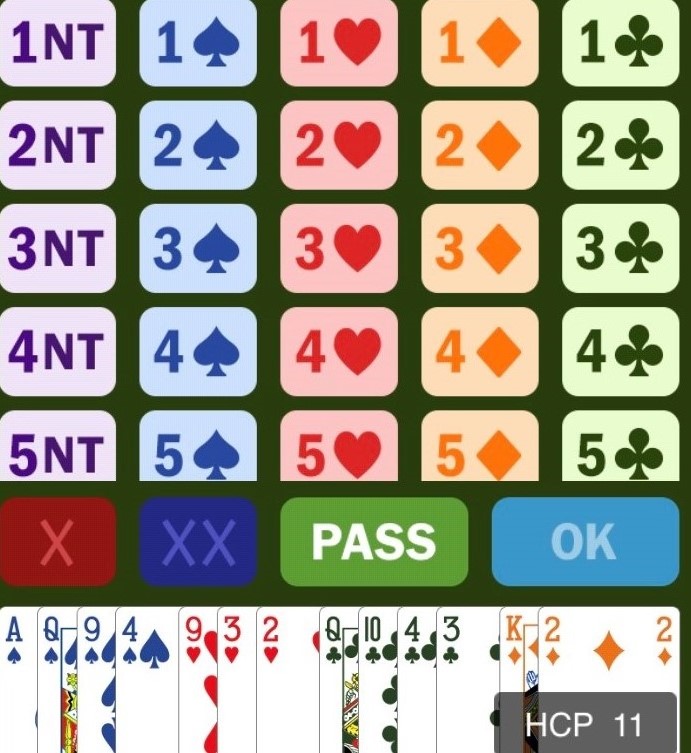 1NT 1♠ 1♥ 1♦ 1♣
2NT 2♠ 2♥ 2♦ 2♣
3NT 3♠ 3♥ 3♦ 3♣
4NT 4♠ 4♥ 4♦ 4♣
5NT 5♠ 5♥ 5♦ 5♣
X XX PASS OK
A♠ Q♠ 9♠ 4♠ 9♥ 3♥ 2♥ Q♣ 10♣ 4♣ 3♣ K♦ 2♦ 2♦
HCP 11